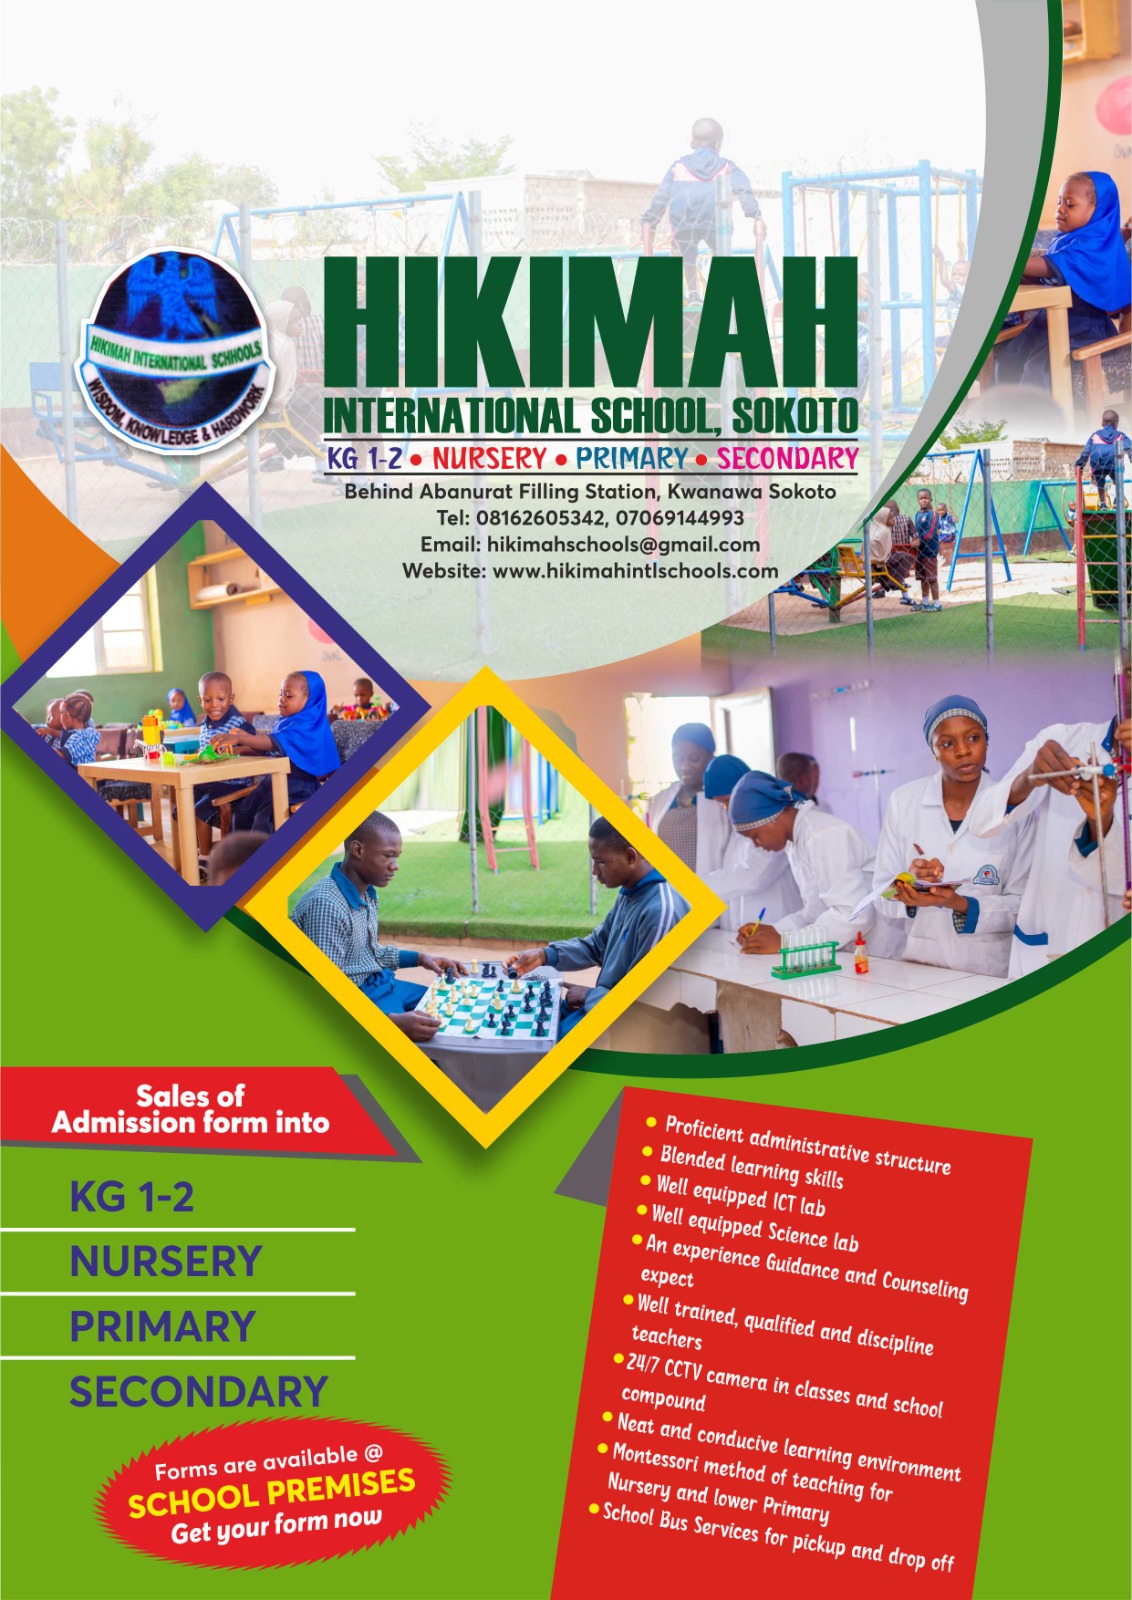 HIKIMAH INTERNATIONAL SCHHOOLS
WISDOM, KNOWLEDGE & HARDWORK
HIKIMAH
INTERNATIONAL SCHOOL, SOKOTO
KG 1-2 • NURSERY • PRIMARY • SECONDARY
Behind Abanurat Filling Station, Kwanawa Sokoto
Tel: 08162605342, 07069144993
Email: hikimahschools@gmail.com
Website: www.hikimahintlschools.com
Sales of
Admission form into
KG 1-2
NURSERY
PRIMARY
SECONDARY
Forms are available @
SCHOOL PREMISES
Get your form now
• Proficient administrative structure
• Blended learning skills
• Well equipped ICT lab
• Well equipped Science lab
• An experience Guidance and Counseling
expect
• Well trained, qualified and discipline
teachers
• 24/7 CCTV camera in classes and school
compound
• Neat and conducive learning environment
• Montessori method of teaching for
Nursery and lower Primary
• School Bus Services for pickup and drop off